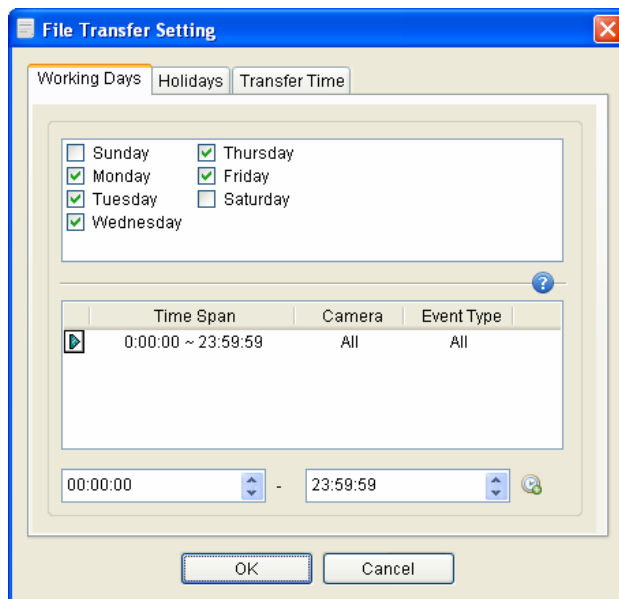 File Transfer Setting
Working Days Holidays Transfer Time
Sunday Thursday
Monday Friday
Tuesday Saturday
Wednesday
?
Time Span Camera Event Type
0:00:00 ~ 23:59:59 All All
00:00:00 - 23:59:59
OK Cancel